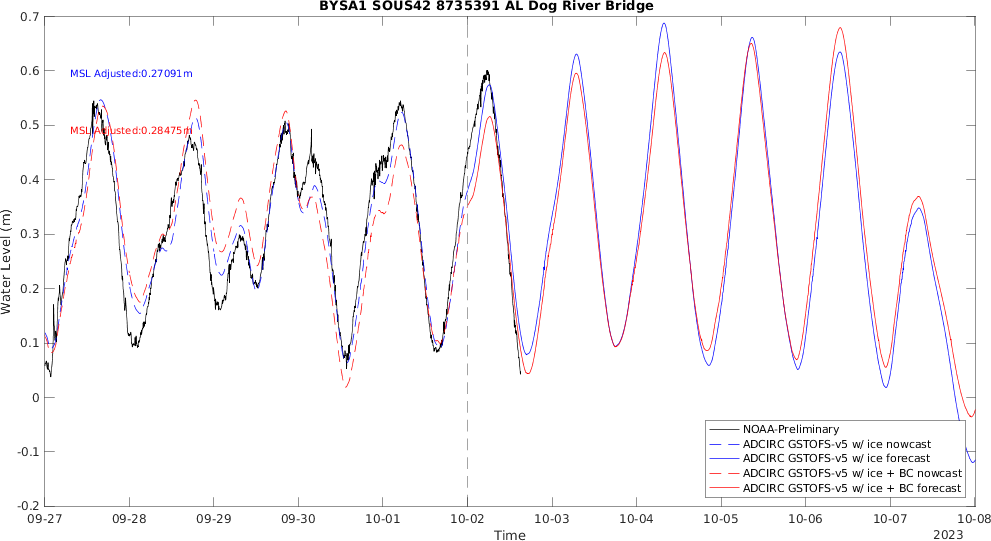 BYSA1 SOUS42 8735391 AL Dog River Bridge
0.7
0.6
0.5
0.4
0.3
0.2
0.1
0
-0.1
-0.2
Water Level (m)
MSL Adjusted:0.27091m
MSL Adjusted:0.28475m
NOAA-Preliminary
ADCIRC GSTOFS-v5 w/ ice nowcast
ADCIRC GSTOFS-v5 w/ ice forecast
ADCIRC GSTOFS-v5 w/ ice + BC nowcast
ADCIRC GSTOFS-v5 w/ ice + BC forecast
09-27 09-28 09-29 09-30 10-01 10-02 10-03 10-04 10-05 10-06 10-07 10-08
Time
2023